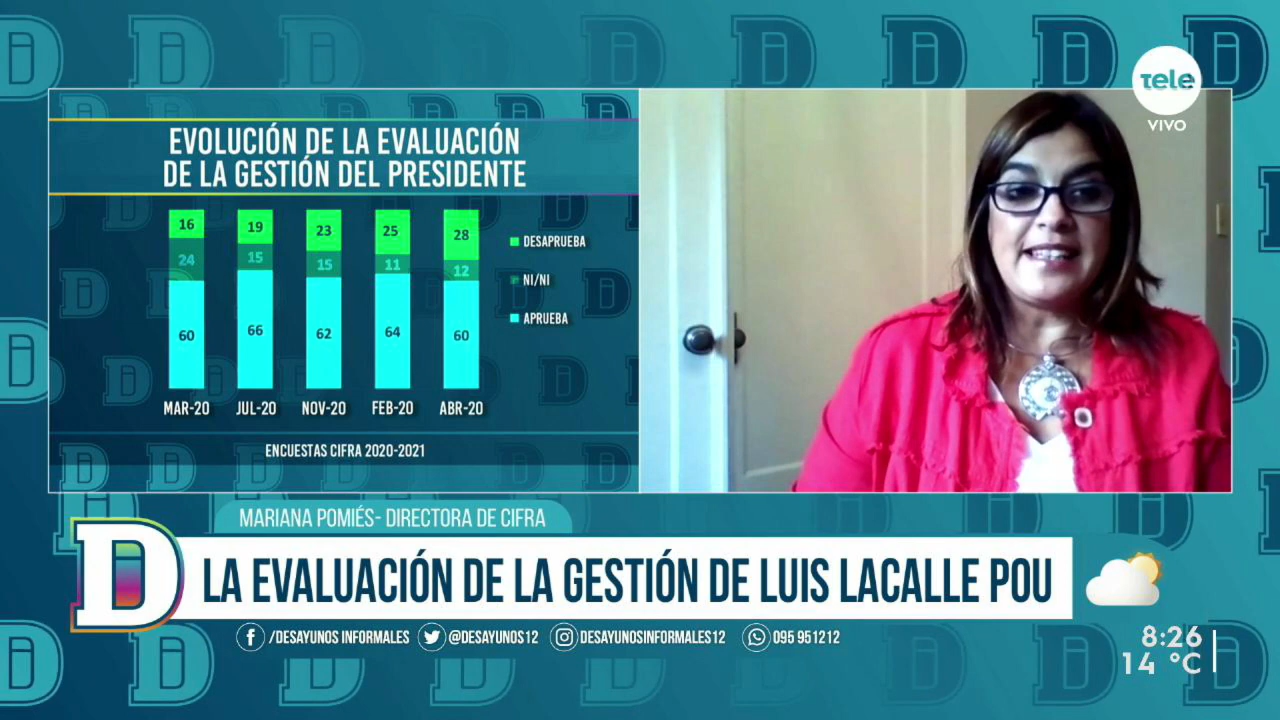 tele
VIVO
EVOLUCIÓN DE LA EVALUACIÓN
DE LA GESTIÓN DEL PRESIDENTE
16 19 23 25 28
24 15 15 11 12
60 66 62 64 60
MAR-20 JUL-20 NOV-20 FEB-20 ABR-20
DESAPRUEBA
NI/NI
APRUEBA
ENCUESTAS CIFRA 2020-2021
MARIANA POMIÉS- DIRECTORA DE CIFRA
D
LA EVALUACIÓN DE LA GESTIÓN DE LUIS LACALLE POU
/DESAYUNOS INFORMALES @DESAYUNOS12 DESAYUNOSINFORMALES12 095 951212
8:26
14 °C